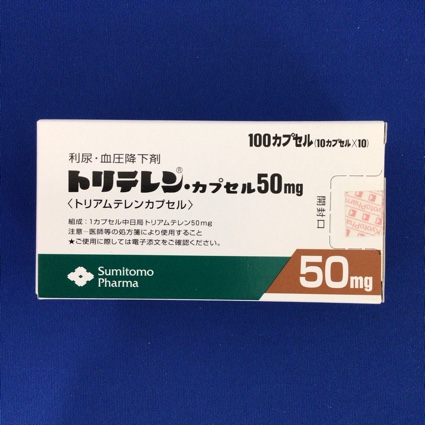 100カプセル(10カプセル×10)
利尿・血圧降下剤
トリテレン®・カプセル50mg
〈トリアムテレンカプセル〉
組成：1カプセル中日局トリアムテレン50mg
注意－医師等の処方箋により使用すること
★ご使用に際しては電子添文をご確認ください。
開封口
Sumitomo
Pharma
50mg